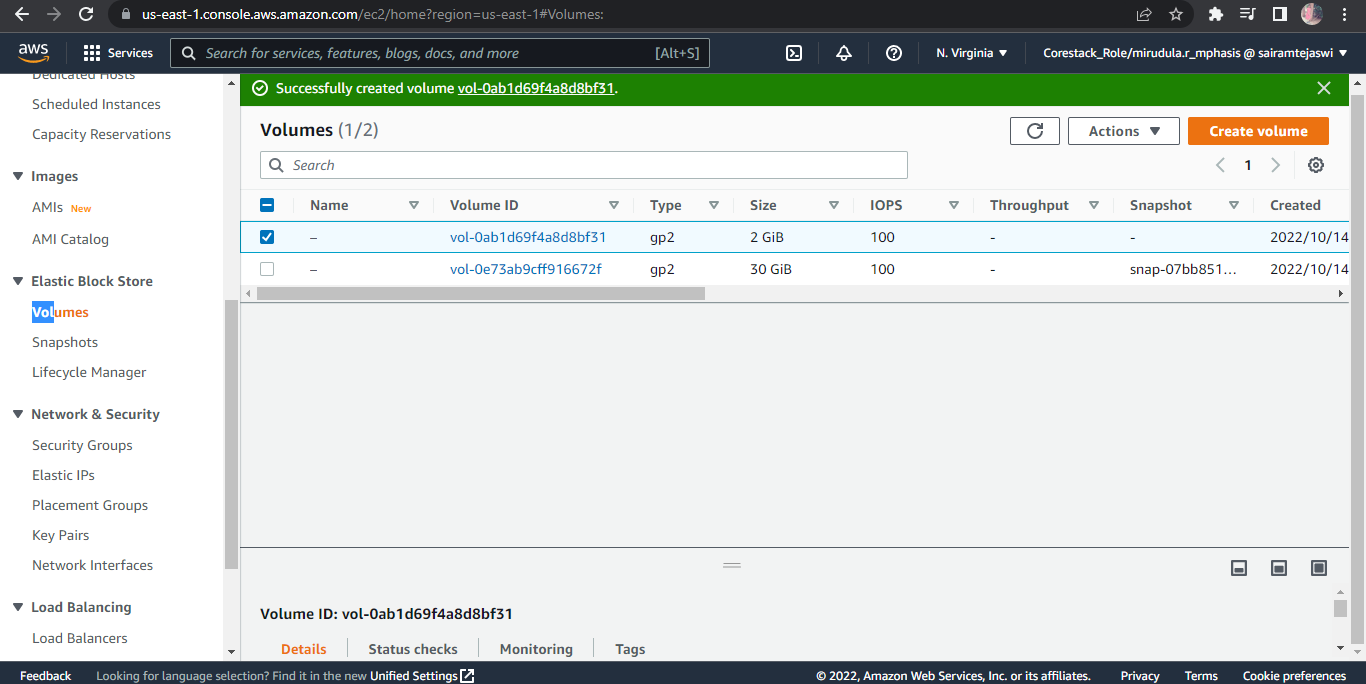 us-east-1.console.aws.amazon.com/ec2/home?region=us-east-1#Volumes:
aws Services Search for services, features, blogs, docs, and more [Alt+S] N. Virginia Corestack_Role/mirudula.r_mphasis @ sairamtejaswi
Dedicated Hosts
Scheduled Instances
Capacity Reservations
Images
AMIs New
AMI Catalog
Elastic Block Store
Volumes
Snapshots
Lifecycle Manager
Network & Security
Security Groups
Elastic IPs
Placement Groups
Key Pairs
Network Interfaces
Load Balancing
Load Balancers
Successfully created volume vol-0ab1d69f4a8d8bf31.
Volumes (1/2) Actions Create volume
Search 1
Name Volume ID Type Size IOPS Throughput Snapshot Created
– vol-0ab1d69f4a8d8bf31 gp2 2 GiB 100 - - 2022/10/14
– vol-0e73ab9cff916672f gp2 30 GiB 100 - snap-07bb851... 2022/10/14
Volume ID: vol-0ab1d69f4a8d8bf31
Details Status checks Monitoring Tags
Feedback Looking for language selection? Find it in the new Unified Settings © 2022, Amazon Web Services, Inc. or its affiliates. Privacy Terms Cookie preferences